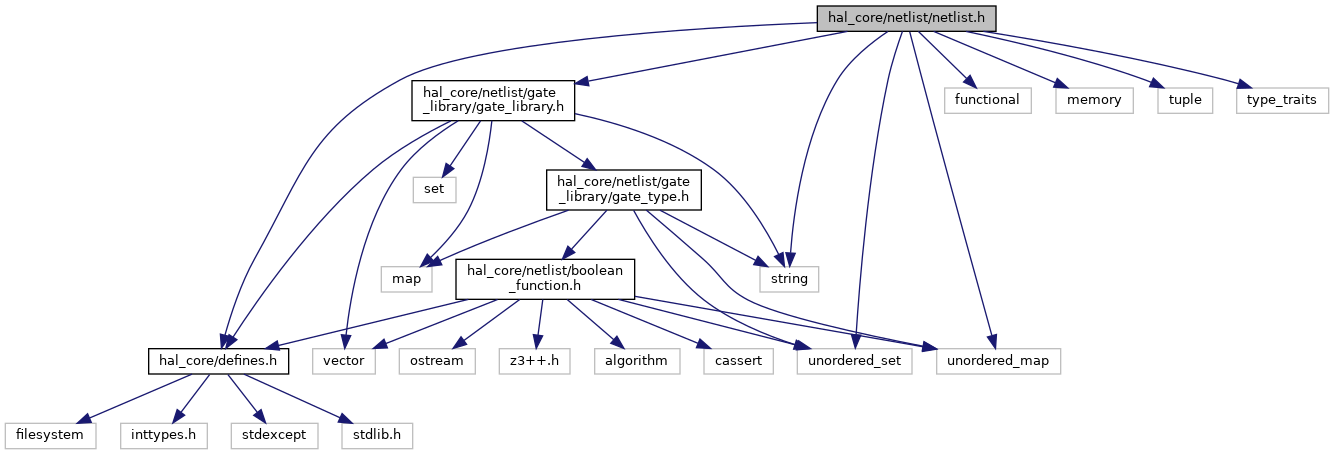 hal_core/netlist/netlist.h
hal_core/netlist/gate
_library/gate_library.h
functional
memory
tuple
type_traits
set
hal_core/netlist/gate
_library/gate_type.h
map
hal_core/netlist/boolean
_function.h
string
hal_core/defines.h
vector
ostream
z3++.h
algorithm
cassert
unordered_set
unordered_map
filesystem
inttypes.h
stdexcept
stdlib.h